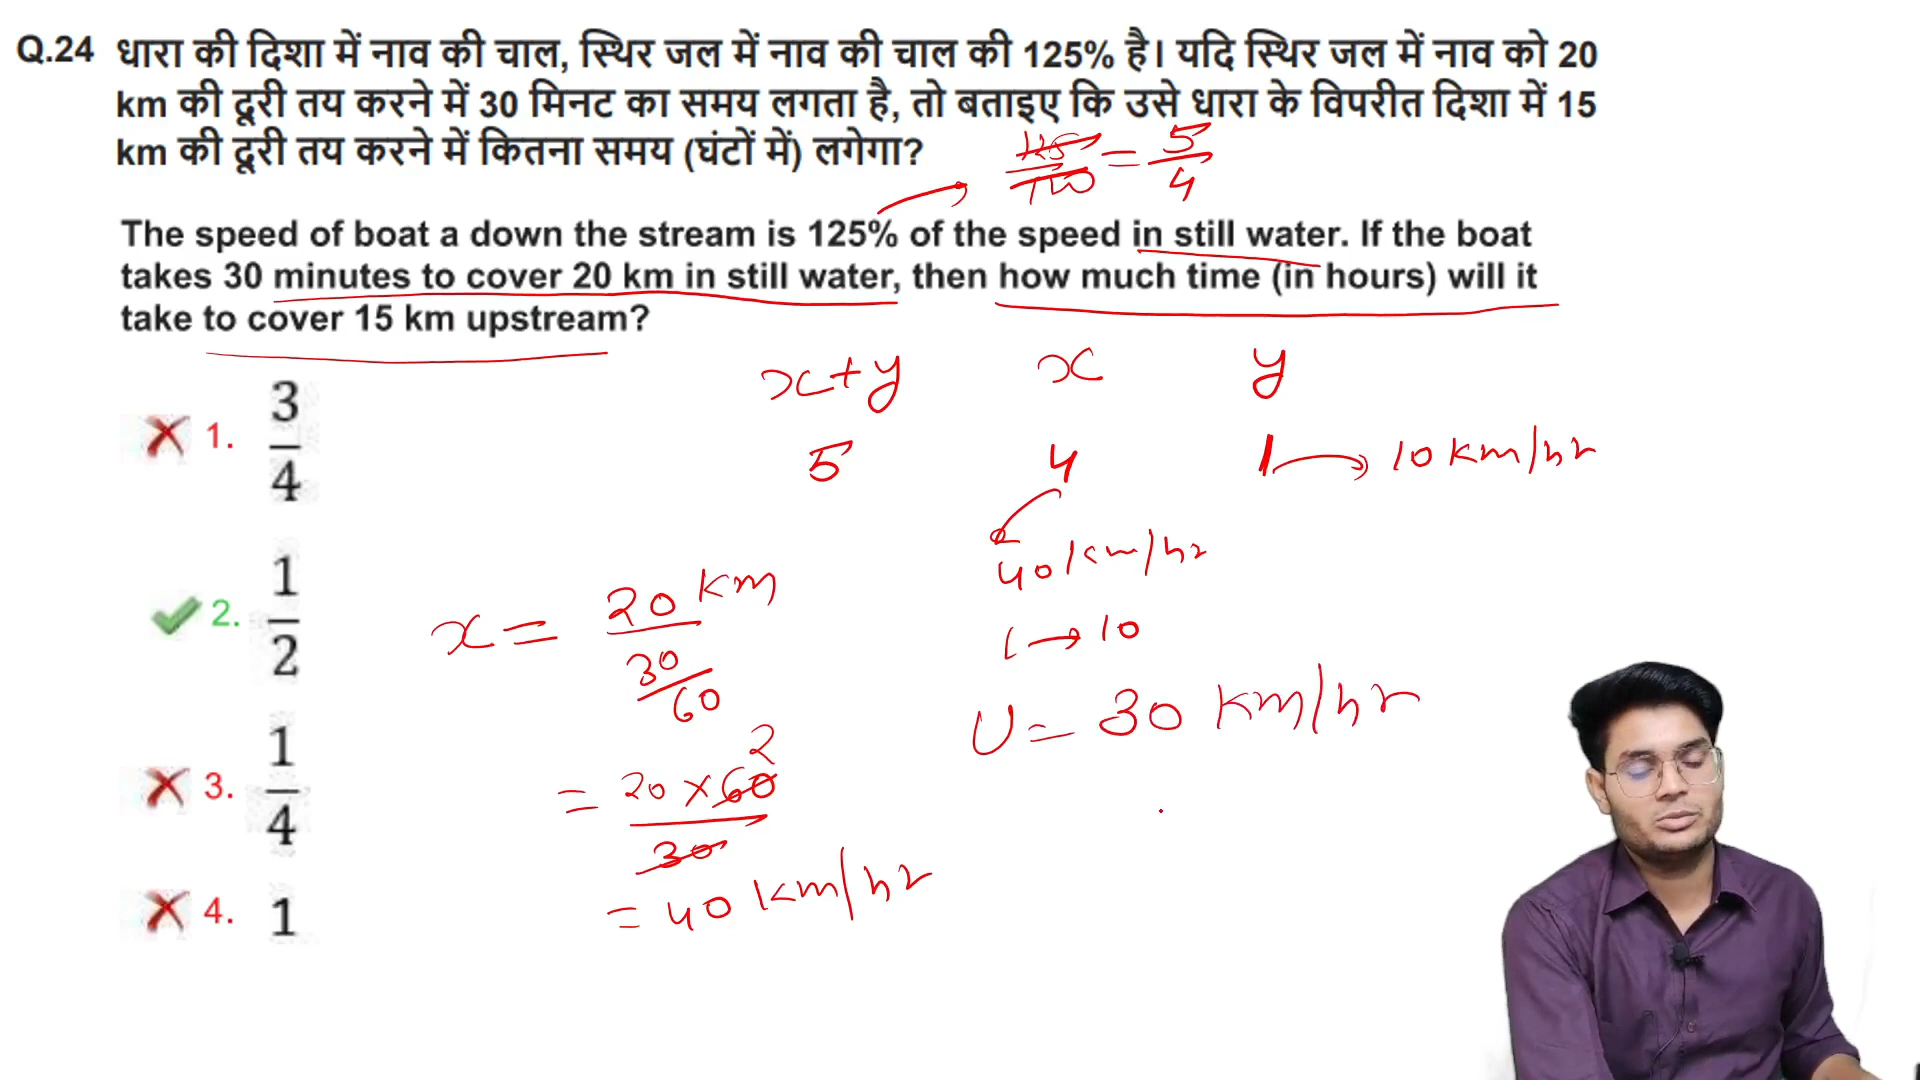 Q.24 धारा की दिशा में नाव की चाल, स्थिर जल में नाव की चाल की 125% है। यदि स्थिर जल में नाव को 20
km की दूरी तय करने में 30 मिनट का समय लगता है, तो बताइए कि उसे धारा के विपरीत दिशा में 15
km की दूरी तय करने में कितना समय (घंटों में) लगेगा?
125/100 = 5/4
The speed of boat a down the stream is 125% of the speed in still water. If the boat
takes 30 minutes to cover 20 km in still water, then how much time (in hours) will it
take to cover 15 km upstream?
x+y x y
5 4 1 → 10 km/hr
40 km/hr
1 → 10
U = 30 km/hr
1. 3/4
2. 1/2
3. 1/4
4. 1
x = 20 km / 30/60
2
= 20 × 60 / 30
= 40 km/hr